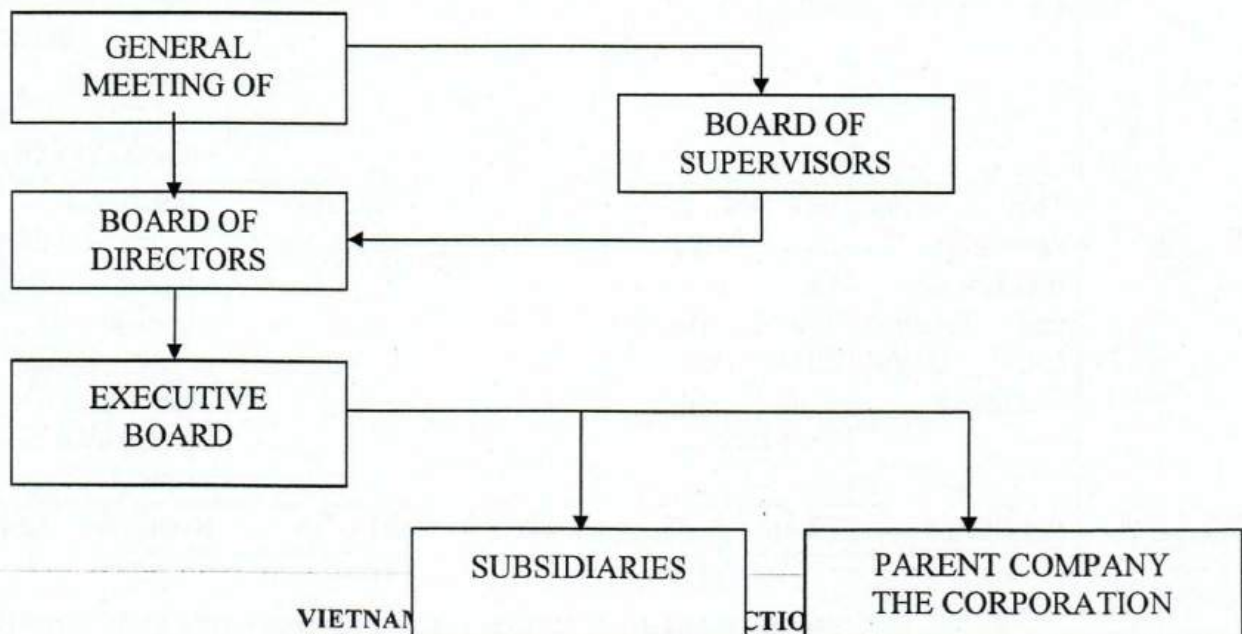 GENERAL
MEETING OF
BOARD OF
SUPERVISORS
BOARD OF
DIRECTORS
EXECUTIVE
BOARD
SUBSIDIARIES
PARENT COMPANY
THE CORPORATION